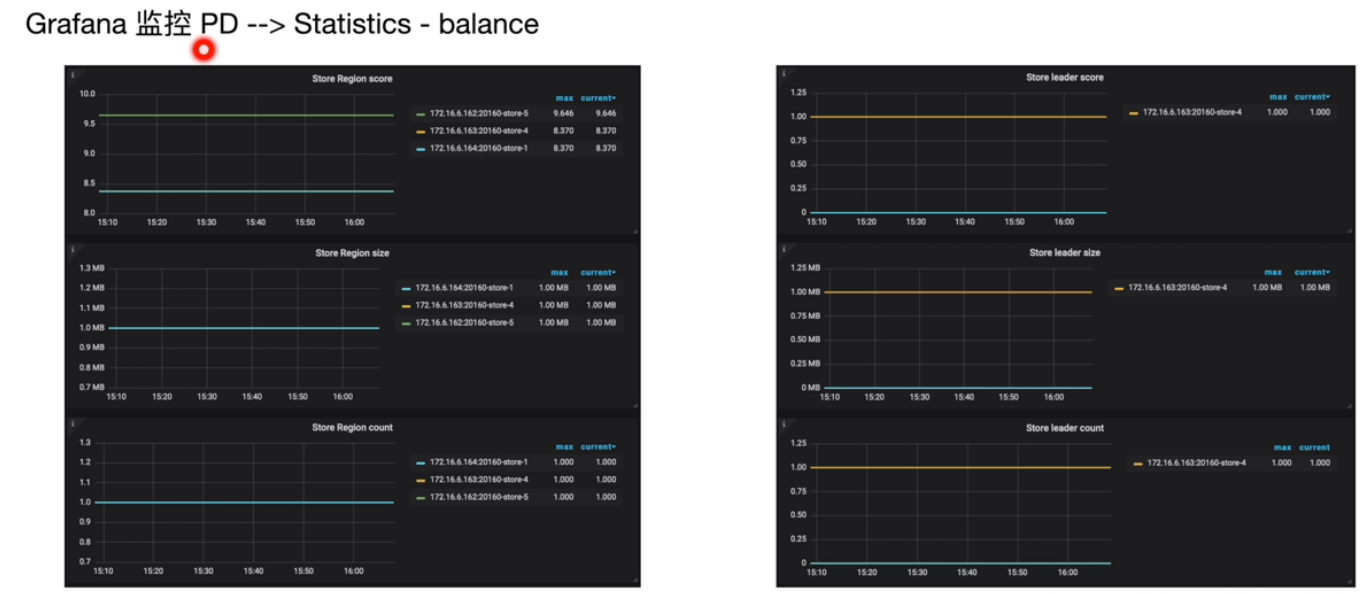 Grafana 监控 PD --> Statistics - balance
Store Region score
max current
10.0
9.5
9.0
8.5
8.0
15:10 15:20 15:30 15:40 15:50 16:00
172.16.6.162:20160-store-5 9.646 9.646
172.16.6.163:20160-store-4 8.370 8.370
172.16.6.164:20160-store-1 8.370 8.370
Store Region size
max current
1.3 MB
1.2 MB
1.1 MB
1.0 MB
0.9 MB
0.8 MB
0.7 MB
15:10 15:20 15:30 15:40 15:50 16:00
172.16.6.164:20160-store-1 1.00 MB 1.00 MB
172.16.6.163:20160-store-4 1.00 MB 1.00 MB
172.16.6.162:20160-store-5 1.00 MB 1.00 MB
Store Region count
max current
1.3
1.2
1.1
1.0
0.9
0.8
0.7
15:10 15:20 15:30 15:40 15:50 16:00
172.16.6.164:20160-store-1 1.000 1.000
172.16.6.163:20160-store-4 1.000 1.000
172.16.6.162:20160-store-5 1.000 1.000
Store leader score
max current
1.25
1.00
0.75
0.50
0.25
0
15:10 15:20 15:30 15:40 15:50 16:00
172.16.6.163:20160-store-4 1.000 1.000
Store leader size
max current
1.25 MB
1.00 MB
0.75 MB
0.50 MB
0.25 MB
0 MB
15:10 15:20 15:30 15:40 15:50 16:00
172.16.6.163:20160-store-4 1.00 MB 1.00 MB
Store leader count
max current
1.25
1.00
0.75
0.50
0.25
0
15:10 15:20 15:30 15:40 15:50 16:00
172.16.6.163:20160-store-4 1.000 1.000